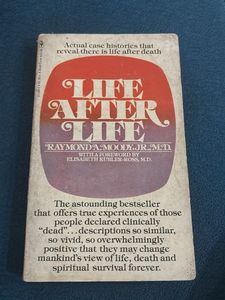 Actual case histories that
reveal there is life after death
LIFE
AFTER
LIFE
RAYMOND A. MOODY, JR., M.D.
WITH A FOREWORD BY
ELISABETH KUBLER-ROSS, M.D.
The astounding bestseller
that offers true experiences of those
people declared clinically
"dead"...descriptions so similar,
so vivid, so overwhelmingly
positive that they may change
mankind's view of life, death and
spiritual survival forever.